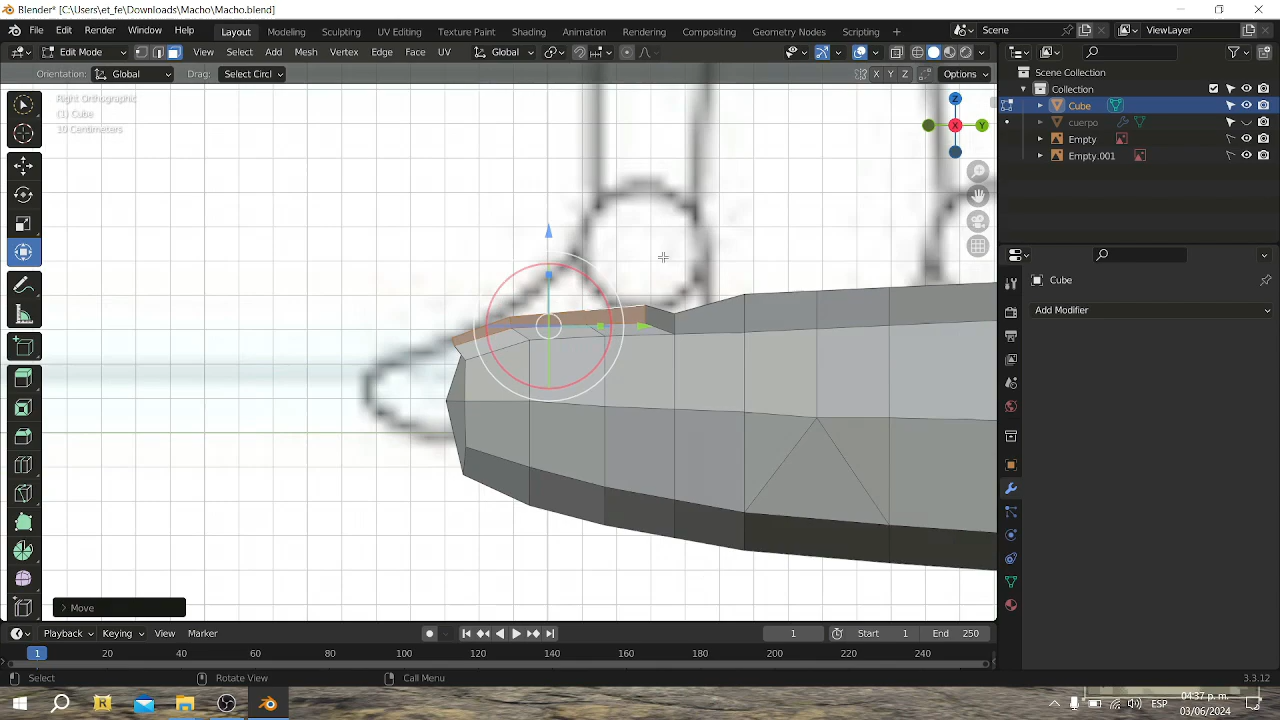 Blender* [C:\Users\et_fe\Downloads\Macho\Macho.blend]
File Edit Render Window Help Layout Modeling Sculpting UV Editing Texture Paint Shading Animation Rendering Compositing Geometry Nodes Scripting + Scene ViewLayer
Edit Mode View Select Add Mesh Vertex Edge Face UV Global
Orientation: Global Drag: Select Circl X Y Z Options
Right Orthographic
(1) Cube
10 Centimeters
Z
X
Y
Scene Collection
Collection
Cube
cuerpo
Empty
Empty.001
Cube
Add Modifier
Move
Playback Keying View Marker 1 Start 1 End 250
1 20 40 60 80 100 120 140 160 180 200 220 240
Select Rotate View Call Menu 3.3.12
ESP
04:37 p. m.
03/06/2024